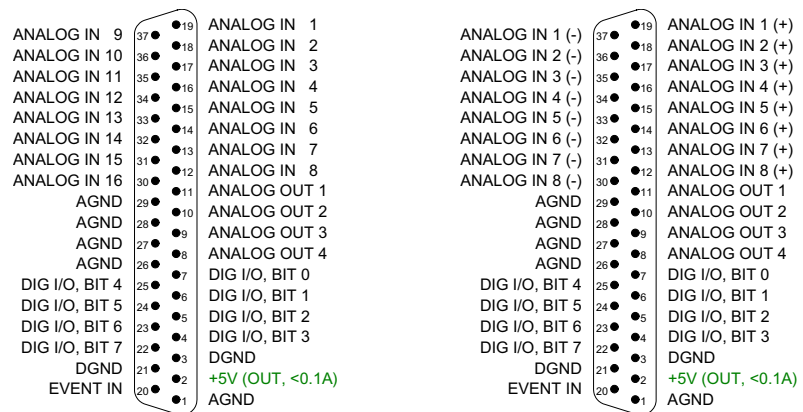 19 ANALOG IN 1
ANALOG IN 9 37
18 ANALOG IN 2
ANALOG IN 10 36
17 ANALOG IN 3
ANALOG IN 11 35
16 ANALOG IN 4
ANALOG IN 12 34
15 ANALOG IN 5
ANALOG IN 13 33
14 ANALOG IN 6
ANALOG IN 14 32
13 ANALOG IN 7
ANALOG IN 15 31
12 ANALOG IN 8
ANALOG IN 16 30
11 ANALOG OUT 1
AGND 29
10 ANALOG OUT 2
AGND 28
9 ANALOG OUT 3
AGND 27
8 ANALOG OUT 4
AGND 26
7 DIG I/O, BIT 0
DIG I/O, BIT 4 25
6 DIG I/O, BIT 1
DIG I/O, BIT 5 24
5 DIG I/O, BIT 2
DIG I/O, BIT 6 23
4 DIG I/O, BIT 3
DIG I/O, BIT 7 22
3 DGND
DGND 21
2 +5V (OUT, <0.1A)
EVENT IN 20
1 AGND
19 ANALOG IN 1 (+)
ANALOG IN 1 (-) 37
18 ANALOG IN 2 (+)
ANALOG IN 2 (-) 36
17 ANALOG IN 3 (+)
ANALOG IN 3 (-) 35
16 ANALOG IN 4 (+)
ANALOG IN 4 (-) 34
15 ANALOG IN 5 (+)
ANALOG IN 5 (-) 33
14 ANALOG IN 6 (+)
ANALOG IN 6 (-) 32
13 ANALOG IN 7 (+)
ANALOG IN 7 (-) 31
12 ANALOG IN 8 (+)
ANALOG IN 8 (-) 30
11 ANALOG OUT 1
AGND 29
10 ANALOG OUT 2
AGND 28
9 ANALOG OUT 3
AGND 27
8 ANALOG OUT 4
AGND 26
7 DIG I/O, BIT 0
DIG I/O, BIT 4 25
6 DIG I/O, BIT 1
DIG I/O, BIT 5 24
5 DIG I/O, BIT 2
DIG I/O, BIT 6 23
4 DIG I/O, BIT 3
DIG I/O, BIT 7 22
3 DGND
DGND 21
2 +5V (OUT, <0.1A)
EVENT IN 20
1 AGND